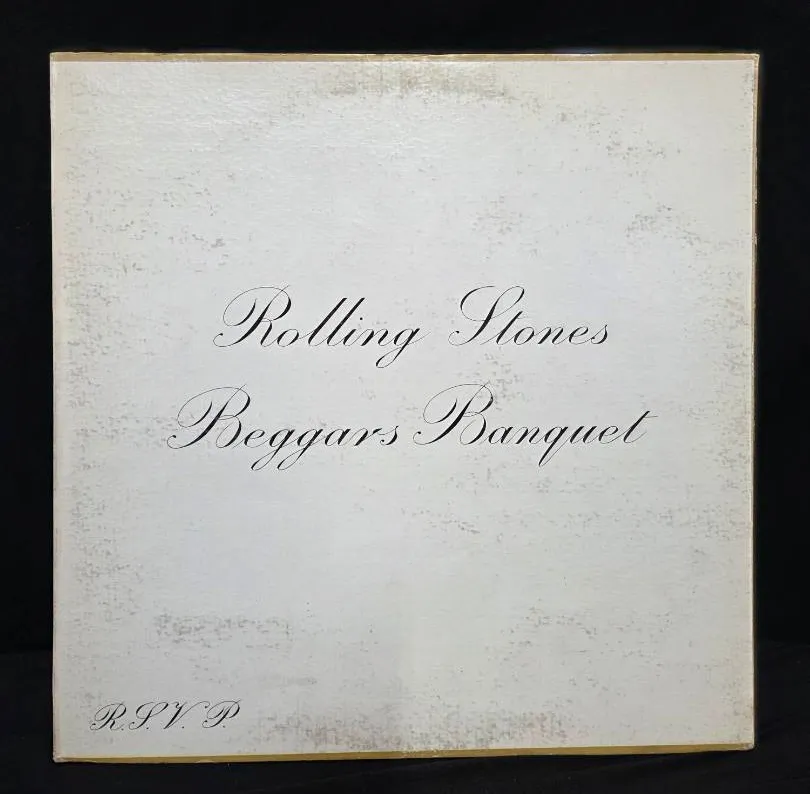 Rolling Stones
Beggars Banquet
R.S.V.P.